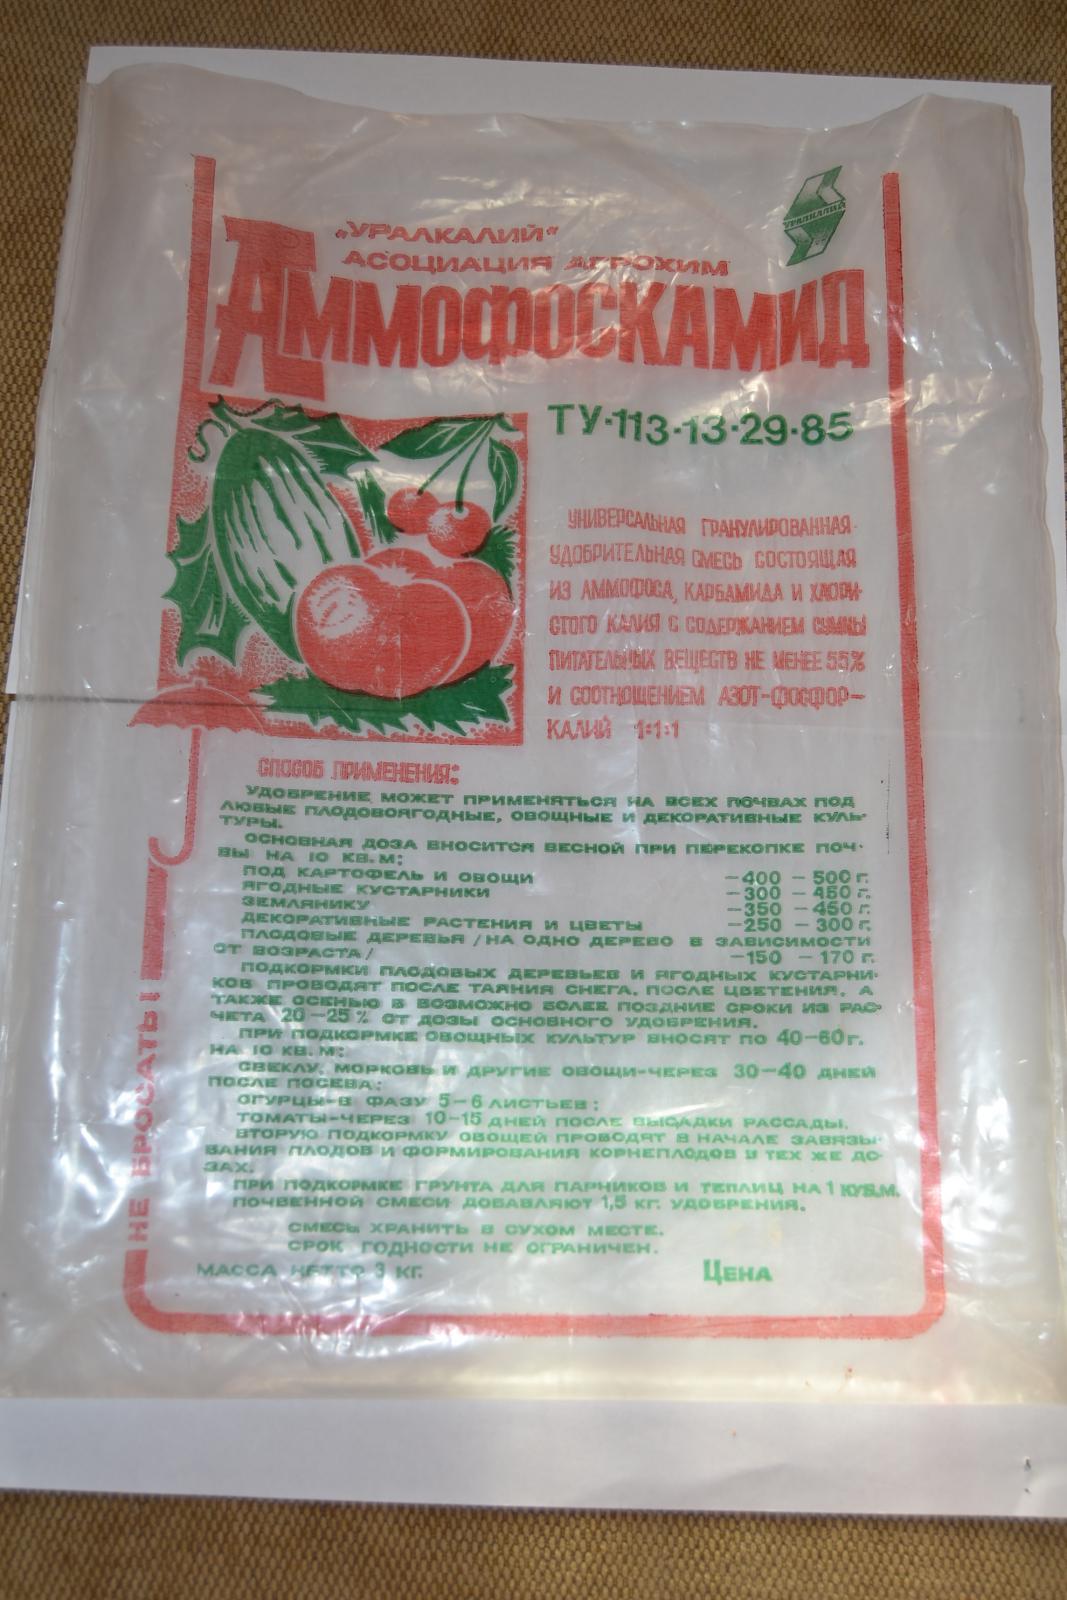 „УРАЛКАЛИЙ“
АСОЦИАЦИЯ АГРОХИМ
УРАЛКАЛИЙ
АММОФОСКАМИД
ТУ·113·13·29·85
УНИВЕРСАЛЬНАЯ ГРАНУЛИРОВАННАЯ
УДОБРИТЕЛЬНАЯ СМЕСЬ СОСТОЯЩАЯ
ИЗ АММОФОСА, КАРБАМИДА И ХЛОРИ-
СТОГО КАЛИЯ С СОДЕРЖАНИЕМ СУММЫ
ПИТАТЕЛЬНЫХ ВЕЩЕСТВ НЕ МЕНЕЕ 55%
И СООТНОШЕНИЕМ АЗОТ-ФОСФОР-
КАЛИЙ 1:1:1
СПОСОБ ПРИМЕНЕНИЯ:
УДОБРЕНИЕ МОЖЕТ ПРИМЕНЯТЬСЯ НА ВСЕХ ПОЧВАХ ПОД
ЛЮБЫЕ ПЛОДОВОЯГОДНЫЕ, ОВОЩНЫЕ И ДЕКОРАТИВНЫЕ КУЛЬ-
ТУРЫ.
ОСНОВНАЯ ДОЗА ВНОСИТСЯ ВЕСНОЙ ПРИ ПЕРЕКОПКЕ ПОЧ-
ВЫ НА 10 КВ.М;
ПОД КАРТОФЕЛЬ И ОВОЩИ —400 — 500 г.
ЯГОДНЫЕ КУСТАРНИКИ —300 — 450 г.
ЗЕМЛЯНИКУ —350 — 450 г.
ДЕКОРАТИВНЫЕ РАСТЕНИЯ И ЦВЕТЫ —250 — 300 г.
ПЛОДОВЫЕ ДЕРЕВЬЯ /НА ОДНО ДЕРЕВО В ЗАВИСИМОСТИ
ОТ ВОЗРАСТА/ —150 — 170 г.
ПОДКОРМКИ ПЛОДОВЫХ ДЕРЕВЬЕВ И ЯГОДНЫХ КУСТАРНИ-
КОВ ПРОВОДЯТ ПОСЛЕ ТАЯНИЯ СНЕГА, ПОСЛЕ ЦВЕТЕНИЯ, А
ТАКЖЕ ОСЕНЬЮ В ВОЗМОЖНО БОЛЕЕ ПОЗДНИЕ СРОКИ ИЗ РАС-
ЧЕТА 20—25% ОТ ДОЗЫ ОСНОВНОГО УДОБРЕНИЯ.
ПРИ ПОДКОРМКЕ ОВОЩНЫХ КУЛЬТУР ВНОСЯТ ПО 40—60г.
НА 10 КВ.М:
СВЕКЛУ, МОРКОВЬ И ДРУГИЕ ОВОЩИ-ЧЕРЕЗ 30—40 ДНЕЙ
ПОСЛЕ ПОСЕВА;
ОГУРЦЫ-В ФАЗУ 5—6 ЛИСТЬЕВ;
ТОМАТЫ-ЧЕРЕЗ 10-15 ДНЕЙ ПОСЛЕ ВЫСАДКИ РАССАДЫ.
ВТОРУЮ ПОДКОРМКУ ОВОЩЕЙ ПРОВОДЯТ В НАЧАЛЕ ЗАВЯЗЫ-
ВАНИЯ ПЛОДОВ И ФОРМИРОВАНИЯ КОРНЕПЛОДОВ В ТЕХ ЖЕ ДО-
ЗАХ.
ПРИ ПОДКОРМКЕ ГРУНТА ДЛЯ ПАРНИКОВ И ТЕПЛИЦ НА 1 КУБ.М.
ПОЧВЕННОЙ СМЕСИ ДОБАВЛЯЮТ 1,5 КГ. УДОБРЕНИЯ.
СМЕСЬ ХРАНИТЬ В СУХОМ МЕСТЕ.
СРОК ГОДНОСТИ НЕ ОГРАНИЧЕН.
МАССА НЕТТО 3 КГ. ЦЕНА
НЕ БРОСАТЬ!